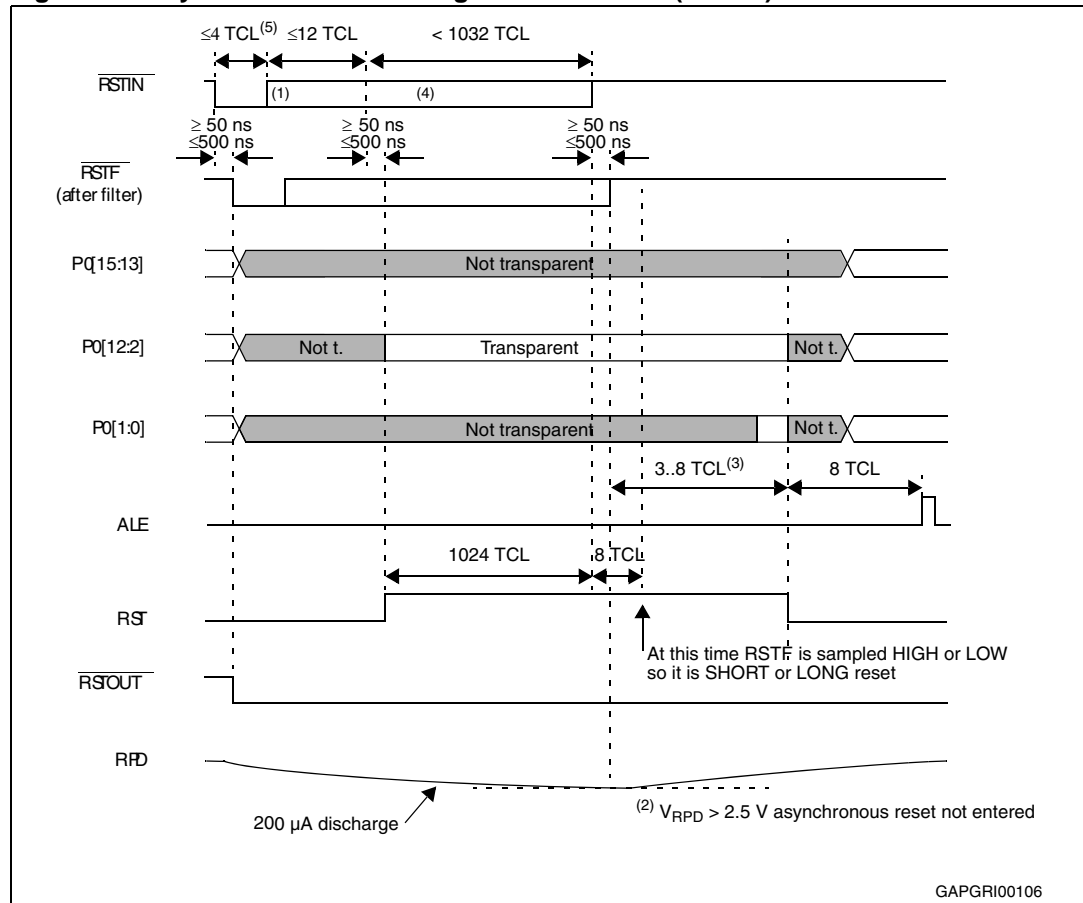 ≤4 TCL(5) ≤12 TCL < 1032 TCL
RSTIN
(1) (4)
≥ 50 ns ≥ 50 ns ≥ 50 ns
≤500 ns ≤500 ns ≤500 ns
RSTF
(after filter)
P0[15:13] Not transparent
P0[12:2] Not t. Transparent Not t.
P0[1:0] Not transparent Not t.
3..8 TCL(3) 8 TCL
ALE
1024 TCL 8 TCL
RST
At this time RSTF is sampled HIGH or LOW
so it is SHORT or LONG reset
RSTOUT
RPD
200 µA discharge
(2) VRPD > 2.5 V asynchronous reset not entered
GAPGRI00106